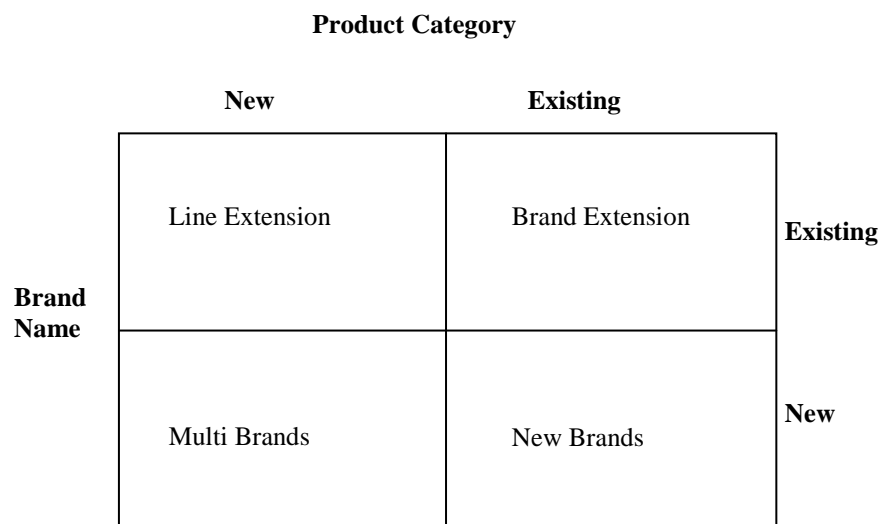 Product Category
New Existing
Line Extension Brand Extension
Existing
Brand
Name
New
Multi Brands New Brands